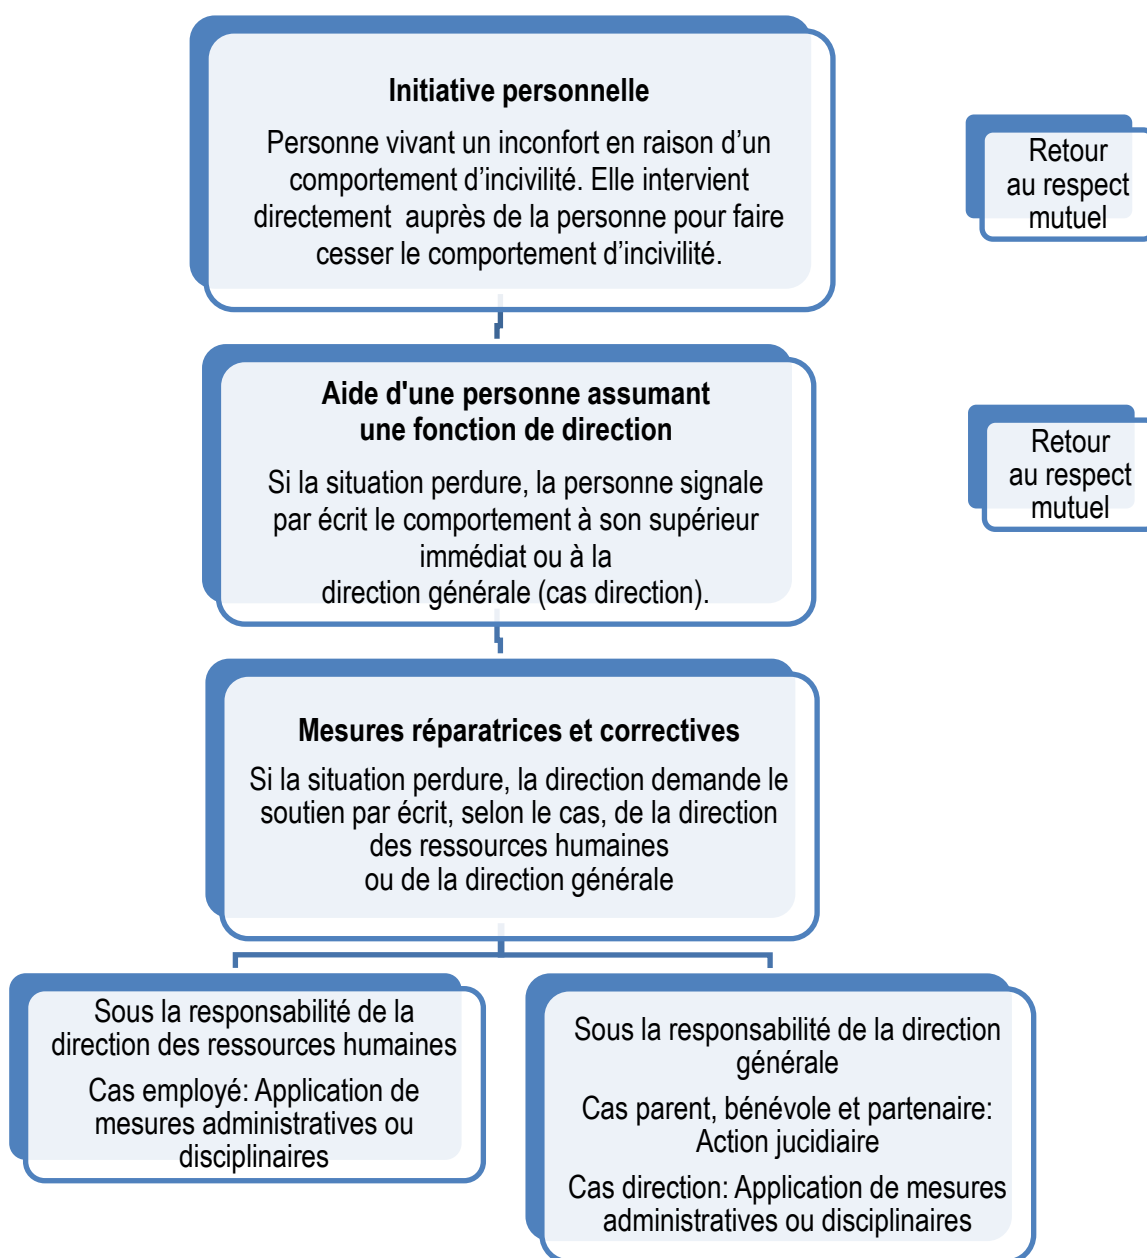 Initiative personnelle
Personne vivant un inconfort en raison d’un
comportement d’incivilité. Elle intervient
directement auprès de la personne pour faire
cesser le comportement d’incivilité.
Retour
au respect
mutuel
Aide d'une personne assumant
une fonction de direction
Si la situation perdure, la personne signale
par écrit le comportement à son supérieur
immédiat ou à la
direction générale (cas direction).
Retour
au respect
mutuel
Mesures réparatrices et correctives
Si la situation perdure, la direction demande le
soutien par écrit, selon le cas, de la direction
des ressources humaines
ou de la direction générale
Sous la responsabilité de la
direction des ressources humaines
Cas employé: Application de
mesures administratives ou
disciplinaires
Sous la responsabilité de la direction
générale
Cas parent, bénévole et partenaire:
Action jucidiaire
Cas direction: Application de mesures
administratives ou disciplinaires